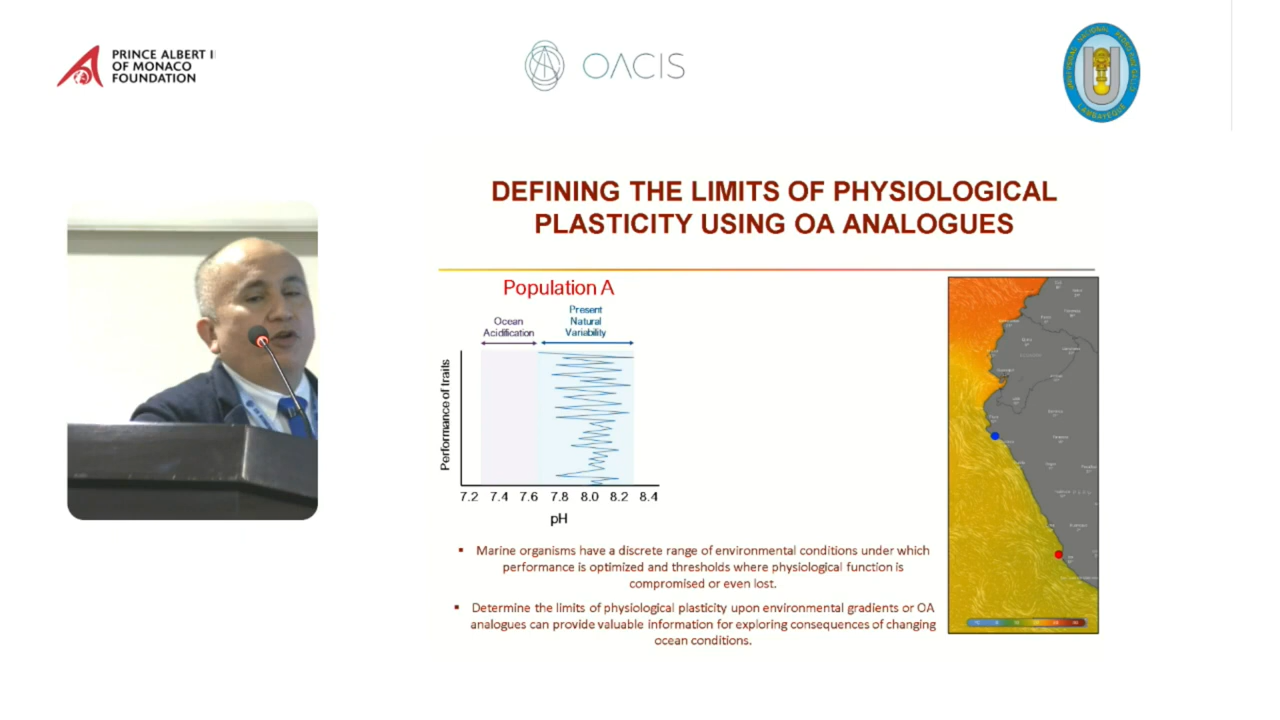 PRINCE ALBERT II
OF MONACO
FOUNDATION
OACIS
LAMBAYEQUE
DEFINING THE LIMITS OF PHYSIOLOGICAL
PLASTICITY USING OA ANALOGUES
Population A
Ocean
Acidification
Present
Natural
Variability
Performance of traits
7.2 7.4 7.6 7.8 8.0 8.2 8.4
pH
▪ Marine organisms have a discrete range of environmental conditions under which
performance is optimized and thresholds where physiological function is
compromised or even lost.
▪ Determine the limits of physiological plasticity upon environmental gradients or OA
analogues can provide valuable information for exploring consequences of changing
ocean conditions.